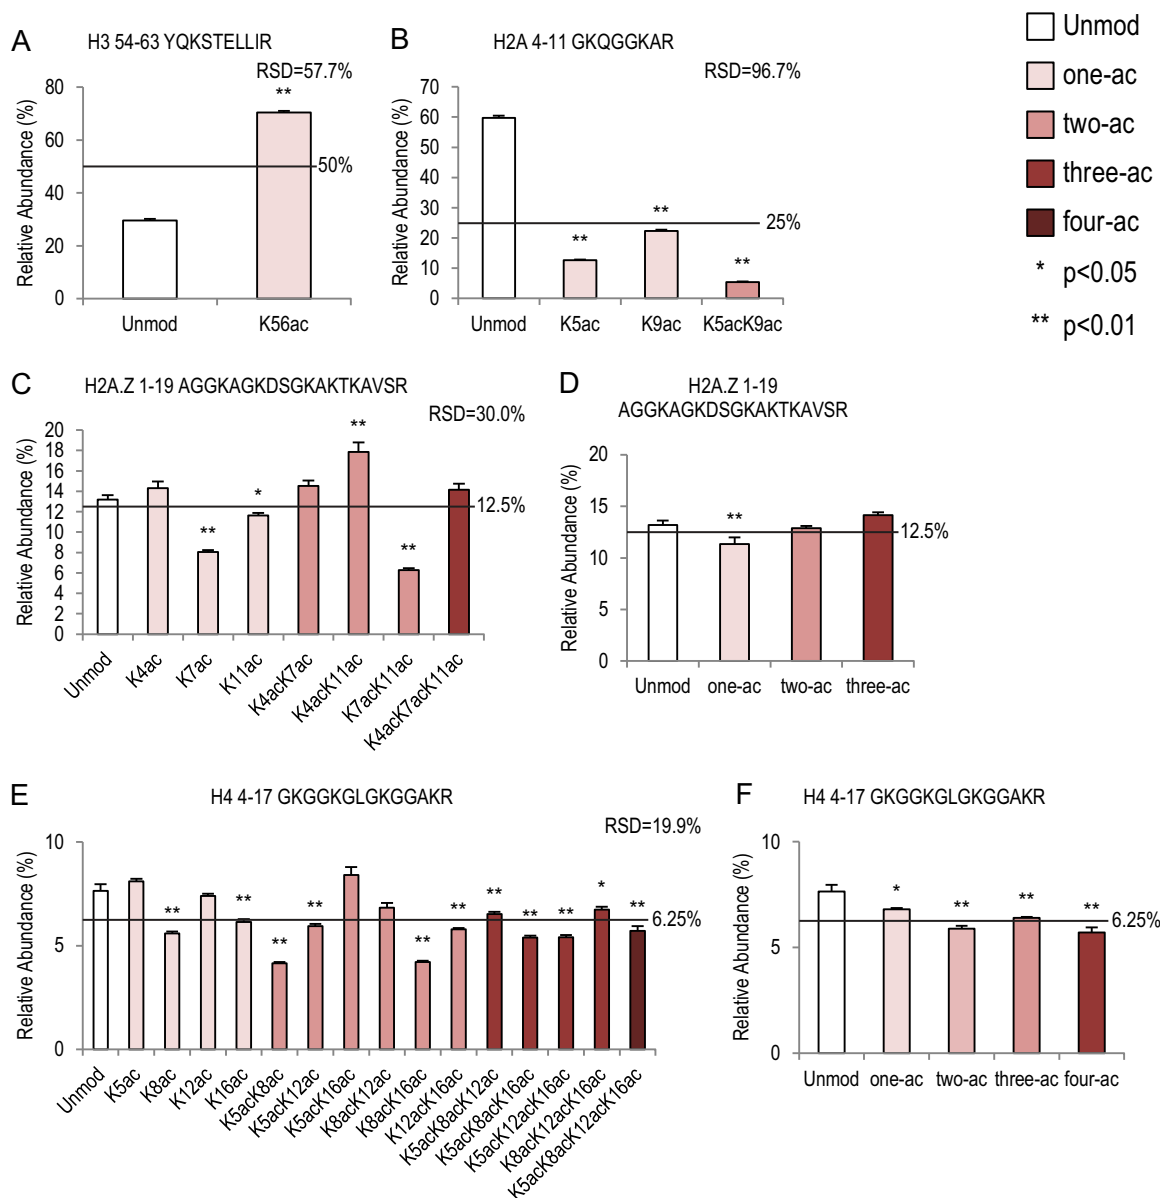 A
H3 54-63 YQKSTELLIR
RSD=57.7%
**
Relative Abundance (%)
80
60
40
20
0
50%
Unmod
K56ac
B
H2A 4-11 GKQGGKAR
RSD=96.7%
Relative Abundance (%)
70
60
50
40
30
20
10
0
25%
**
**
**
Unmod
K5ac
K9ac
K5acK9ac
Unmod
one-ac
two-ac
three-ac
four-ac
* p<0.05
** p<0.01
C
H2A.Z 1-19 AGGKAGKDSGKAKTKAVSR
RSD=30.0%
Relative Abundance (%)
20
18
16
14
12
10
8
6
4
2
0
12.5%
**
*
**
**
Unmod
K4ac
K7ac
K11ac
K4acK7ac
K4acK11ac
K7acK11ac
K4acK7acK11ac
D
H2A.Z 1-19
AGGKAGKDSGKAKTKAVSR
Relative Abundance (%)
20
15
10
5
0
12.5%
**
Unmod
one-ac
two-ac
three-ac
E
H4 4-17 GKGGKGLGKGGAKR
RSD=19.9%
Relative Abundance (%)
10
5
0
6.25%
**
**
**
**
**
**
**
**
**
*
**
Unmod
K5ac
K8ac
K12ac
K16ac
K5acK8ac
K5acK12ac
K5acK16ac
K8acK12ac
K8acK16ac
K12acK16ac
K5acK8acK12ac
K5acK8acK16ac
K5acK12acK16ac
K8acK12acK16ac
K5acK8acK12acK16ac
F
H4 4-17 GKGGKGLGKGGAKR
Relative Abundance (%)
10
5
0
6.25%
*
**
**
**
Unmod
one-ac
two-ac
three-ac
four-ac